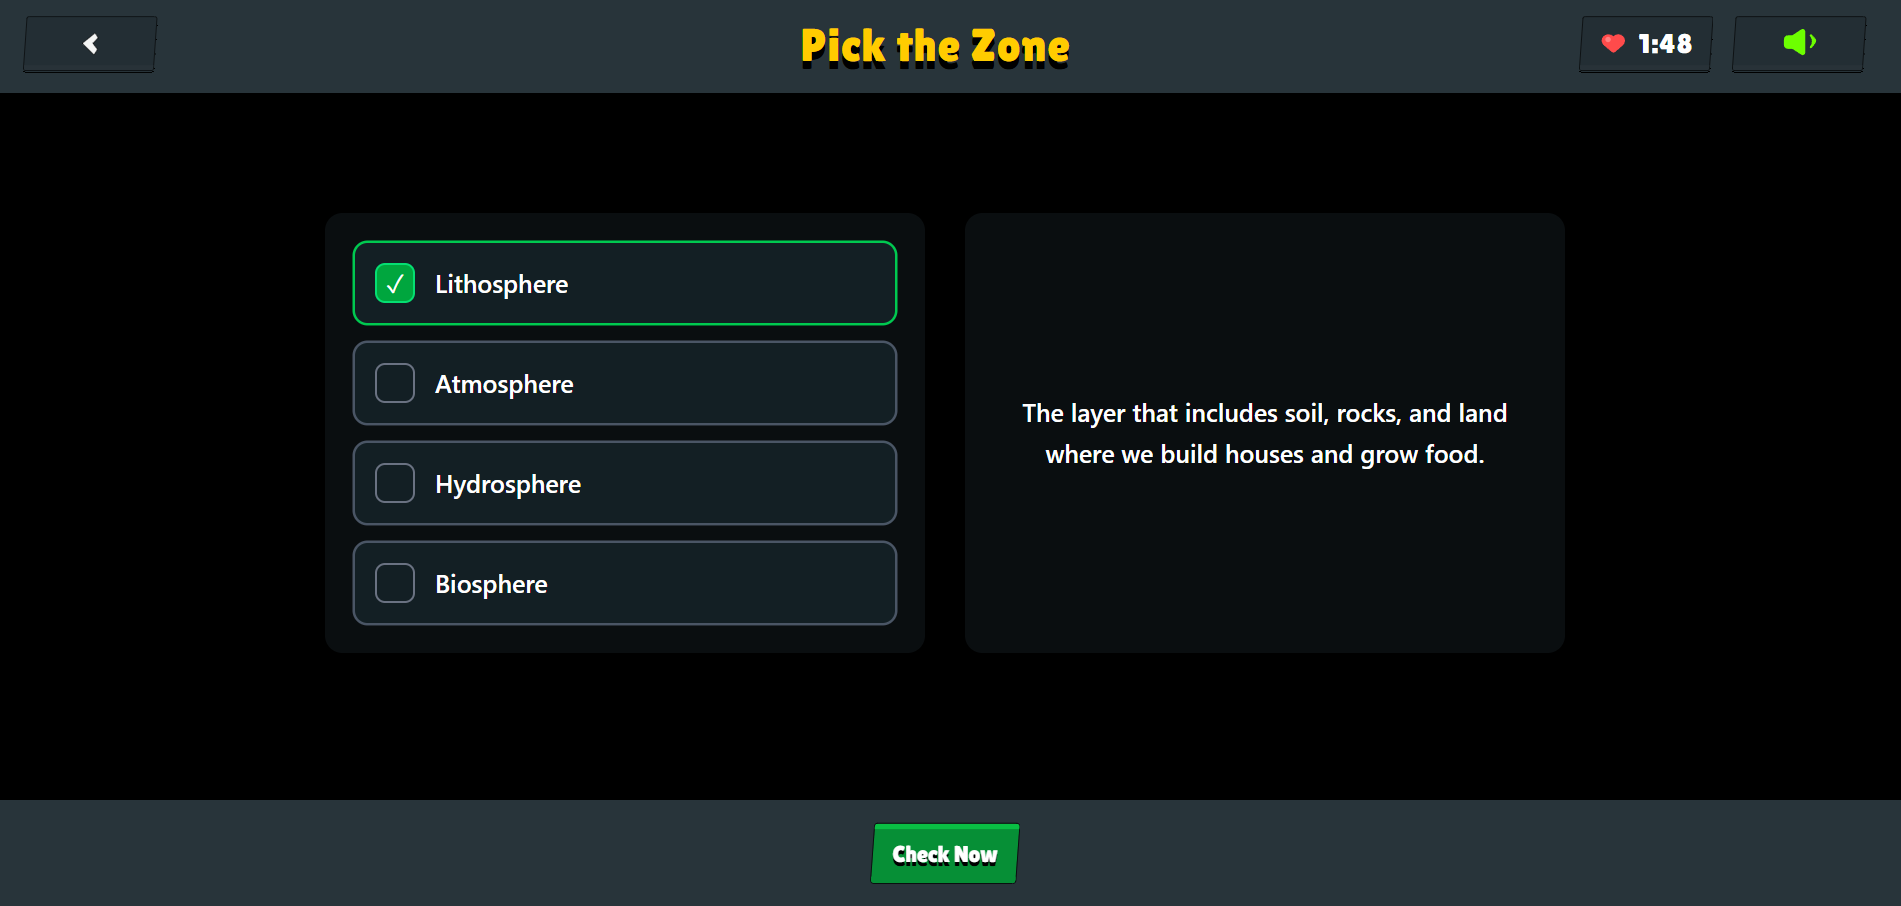 Pick the Zone
1:48
Lithosphere
Atmosphere
Hydrosphere
Biosphere
The layer that includes soil, rocks, and land
where we build houses and grow food.
Check Now